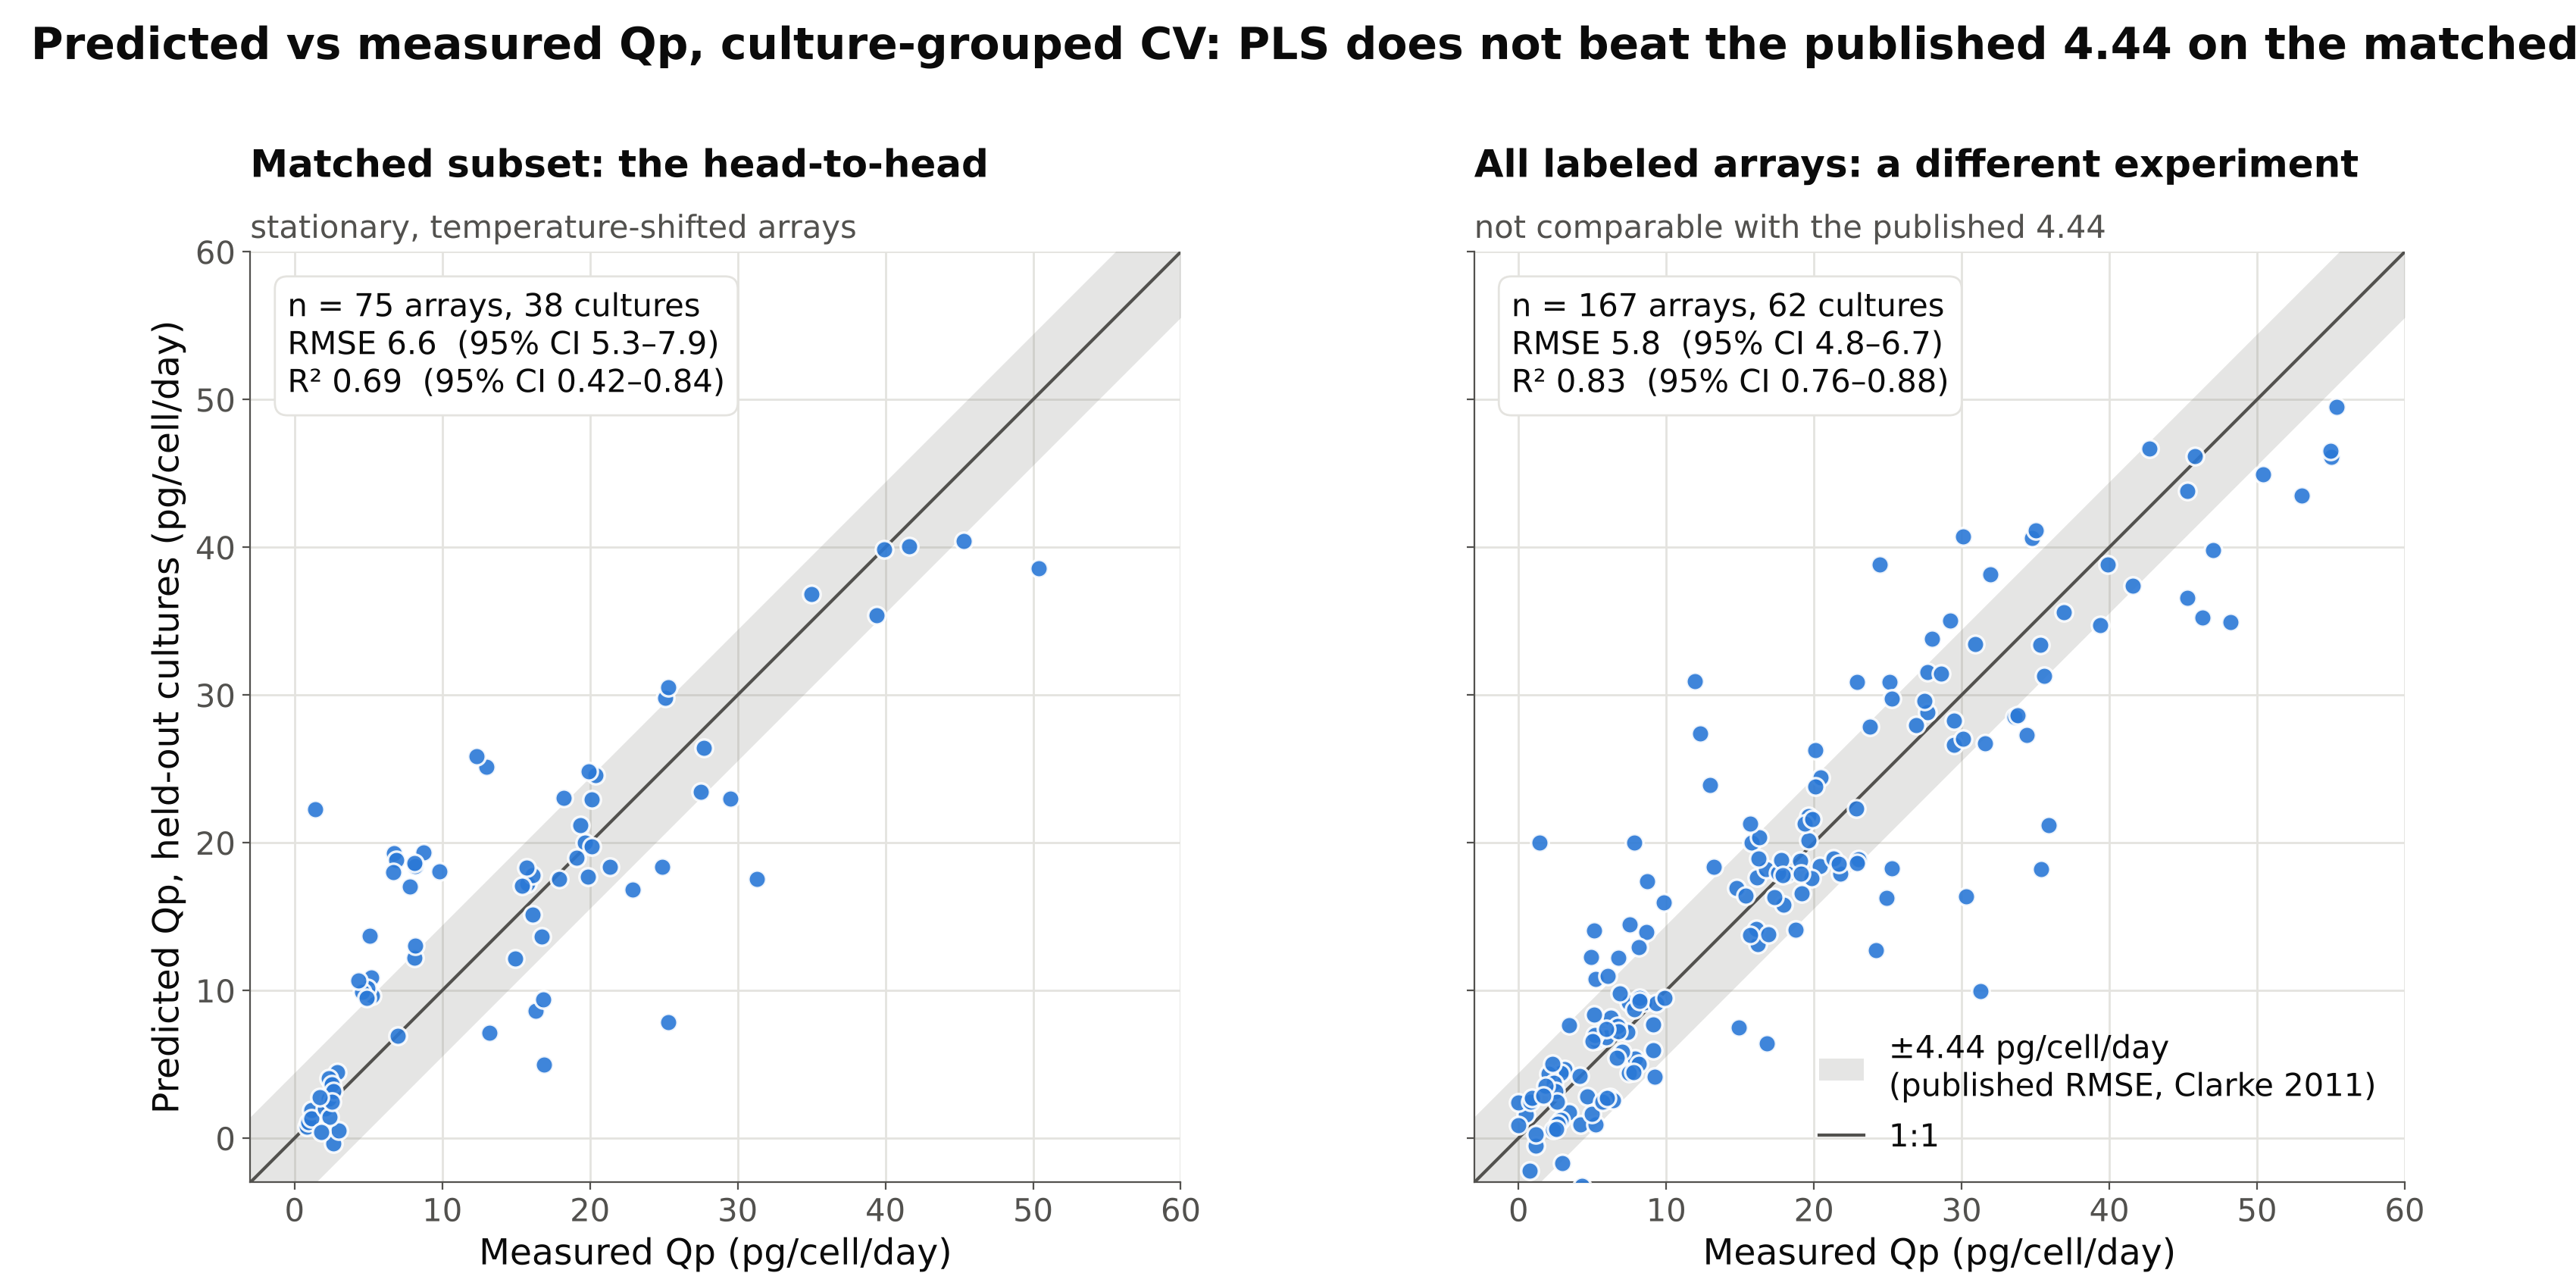 Predicted vs measured Qp, culture-grouped CV: PLS does not beat the published 4.44 on the matched
Matched subset: the head-to-head
stationary, temperature-shifted arrays
n = 75 arrays, 38 cultures
RMSE 6.6 (95% CI 5.3–7.9)
R² 0.69 (95% CI 0.42–0.84)
Predicted Qp, held-out cultures (pg/cell/day)
60
50
40
30
20
10
0
0 10 20 30 40 50 60
Measured Qp (pg/cell/day)
All labeled arrays: a different experiment
not comparable with the published 4.44
n = 167 arrays, 62 cultures
RMSE 5.8 (95% CI 4.8–6.7)
R² 0.83 (95% CI 0.76–0.88)
±4.44 pg/cell/day
(published RMSE, Clarke 2011)
1:1
0 10 20 30 40 50 60
Measured Qp (pg/cell/day)